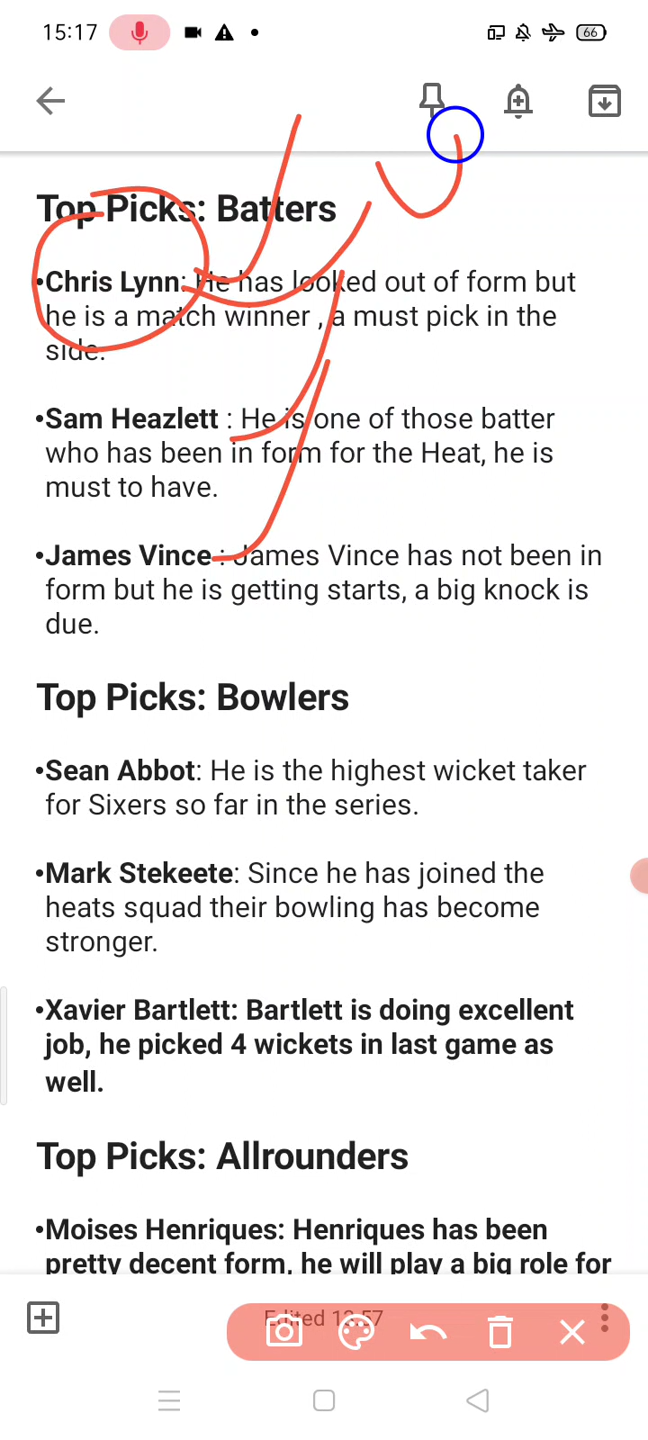 15:17
66
Top Picks: Batters
•Chris Lynn: He has looked out of form but
he is a match winner , a must pick in the
side.
•Sam Heazlett : He is one of those batter
who has been in form for the Heat, he is
must to have.
•James Vince : James Vince has not been in
form but he is getting starts, a big knock is
due.
Top Picks: Bowlers
•Sean Abbot: He is the highest wicket taker
for Sixers so far in the series.
•Mark Stekeete: Since he has joined the
heats squad their bowling has become
stronger.
•Xavier Bartlett: Bartlett is doing excellent
job, he picked 4 wickets in last game as
well.
Top Picks: Allrounders
•Moises Henriques: Henriques has been
pretty decent form, he will play a big role for
Edited 13:57